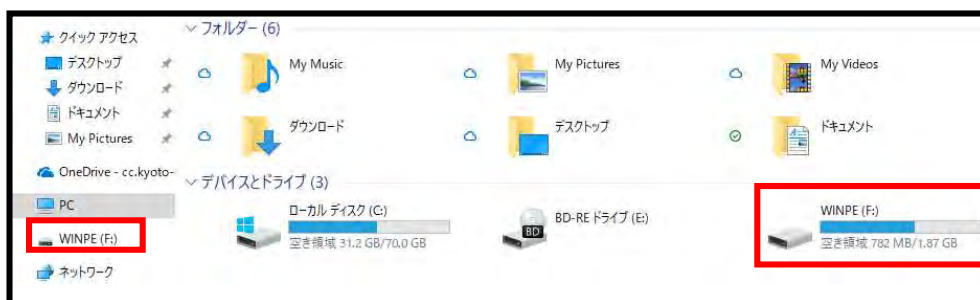 クイック アクセス
デスクトップ
ダウンロード
ドキュメント
My Pictures
OneDrive - cc.kyoto-
PC
WINPE (F:)
ネットワーク
フォルダー (6)
My Music
My Pictures
My Videos
ダウンロード
デスクトップ
ドキュメント
デバイスとドライブ (3)
ローカル ディスク (C:)
空き領域 31.2 GB/70.0 GB
BD
BD-RE ドライブ (E:)
WINPE (F:)
空き領域 782 MB/1.87 GB